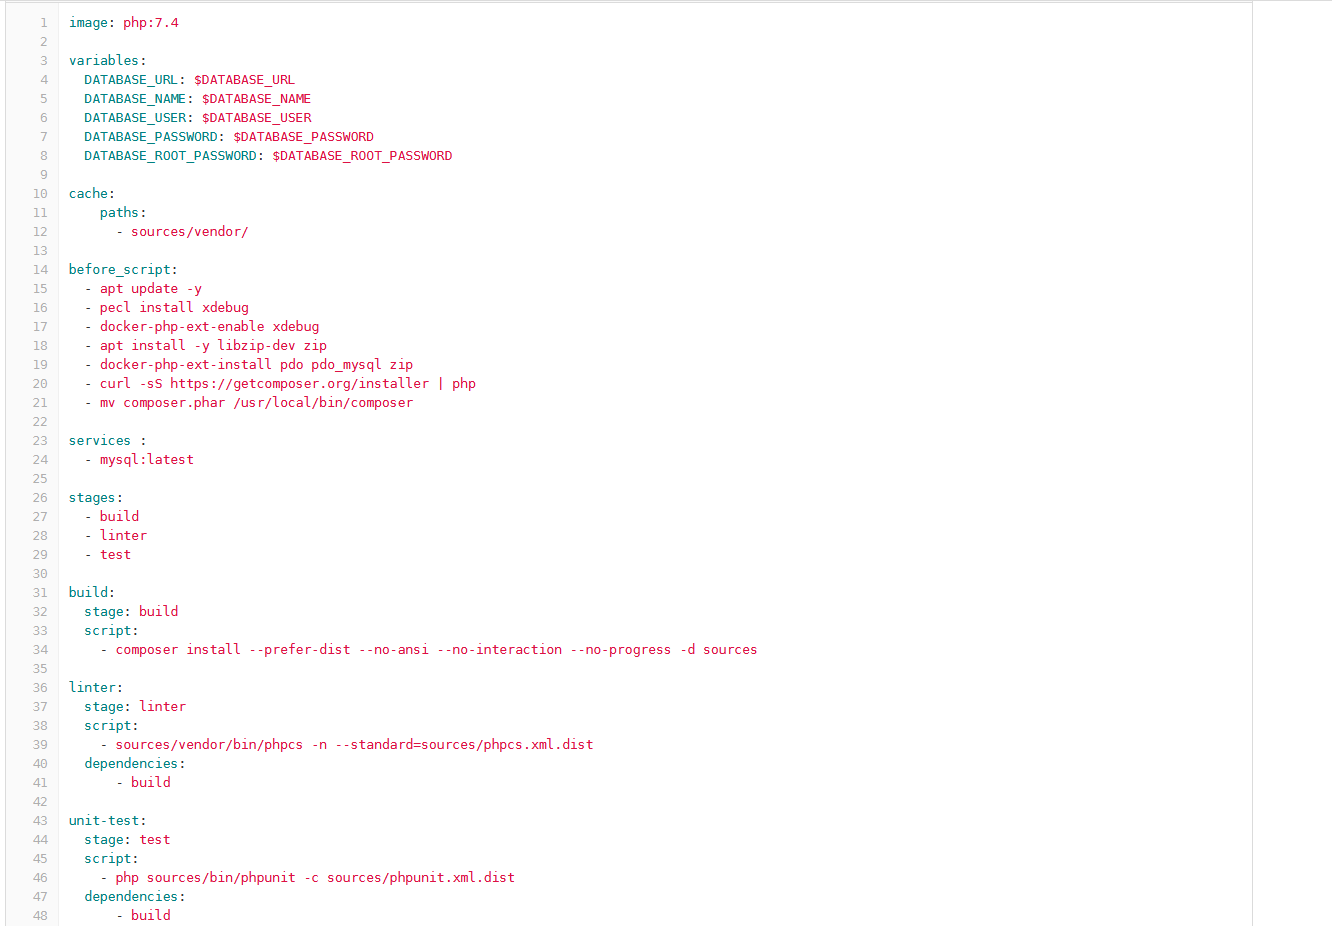 1 image: php:7.4
2
3 variables:
4   DATABASE_URL: $DATABASE_URL
5   DATABASE_NAME: $DATABASE_NAME
6   DATABASE_USER: $DATABASE_USER
7   DATABASE_PASSWORD: $DATABASE_PASSWORD
8   DATABASE_ROOT_PASSWORD: $DATABASE_ROOT_PASSWORD
9
10 cache:
11     paths:
12       - sources/vendor/
13
14 before_script:
15   - apt update -y
16   - pecl install xdebug
17   - docker-php-ext-enable xdebug
18   - apt install -y libzip-dev zip
19   - docker-php-ext-install pdo pdo_mysql zip
20   - curl -sS https://getcomposer.org/installer | php
21   - mv composer.phar /usr/local/bin/composer
22
23 services :
24   - mysql:latest
25
26 stages:
27   - build
28   - linter
29   - test
30
31 build:
32   stage: build
33   script:
34     - composer install --prefer-dist --no-ansi --no-interaction --no-progress -d sources
35
36 linter:
37   stage: linter
38   script:
39     - sources/vendor/bin/phpcs -n --standard=sources/phpcs.xml.dist
40   dependencies:
41       - build
42
43 unit-test:
44   stage: test
45   script:
46     - php sources/bin/phpunit -c sources/phpunit.xml.dist
47   dependencies:
48       - build